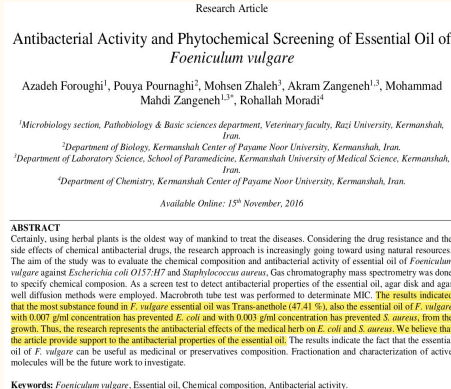 Research Article
Antibacterial Activity and Phytochemical Screening of Essential Oil of
Foeniculum vulgare
Azadeh Foroughi1, Pouya Pournaghi2, Mohsen Zhaleh3, Akram Zangeneh1,3, Mohammad
Mahdi Zangeneh1,3*, Rohallah Moradi4
1Microbiology section, Pathobiology & Basic sciences department, Veterinary faculty, Razi University, Kermanshah,
Iran.
2Department of Biology, Kermanshah Center of Payame Noor University, Kermanshah, Iran.
3Department of Laboratory Science, School of Paramedicine, Kermanshah University of Medical Science, Kermanshah,
Iran.
4Department of Chemistry, Kermanshah Center of Payame Noor University, Kermanshah, Iran.
Available Online: 15th November, 2016
ABSTRACT
Certainly, using herbal plants is the oldest way of mankind to treat the diseases. Considering the drug resistance and the
side effects of chemical antibacterial drugs, the research approach is increasingly going toward using natural resources.
The aim of the study was to evaluate the chemical composition and antibacterial activity of essential oil of Foeniculum
vulgare against Escherichia coli O157:H7 and Staphylococcus aureus, Gas chromatography mass spectrometry was done
to specify chemical composion. As a screen test to detect antibacterial properties of the essential oil, agar disk and agar
well diffusion methods were employed. Macrobroth tube test was performed to determinate MIC. The results indicated
that the most substance found in F. vulgare essential oil was Trans-anethole (47.41 %), also the essential oil of F. vulgare
with 0.007 g/ml concentration has prevented E. coli and with 0.003 g/ml concentration has prevented S. aureus, from the
growth. Thus, the research represents the antibacterial effects of the medical herb on E. coli and S. aureus. We believe that
the article provide support to the antibacterial properties of the essential oil. The results indicate the fact that the essential
oil of F. vulgare can be useful as medicinal or preservatives composition. Fractionation and characterization of active
molecules will be the future work to investigate.
Keywords: Foeniculum vulgare, Essential oil, Chemical composition, Antibacterial activity.